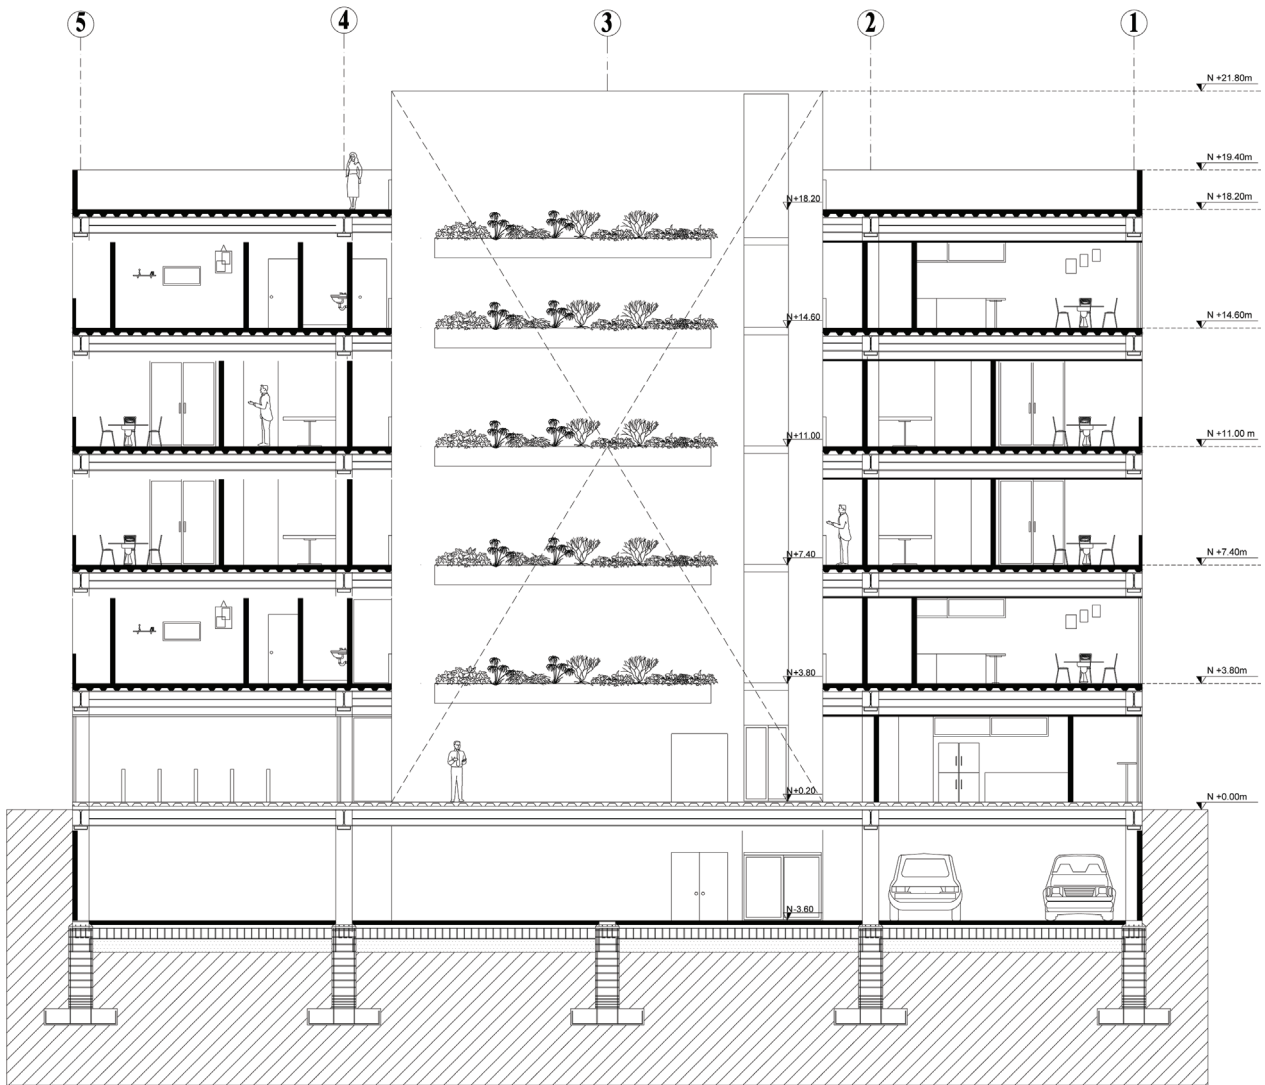 5 4 3 2 1
N +21.80m
N +19.40m
N+18.20 N +18.20m
N+14.60 N +14.60m
N+11.00 N +11.00 m
N+7.40 N +7.40m
N+3.80 N +3.80m
N+0.20 N +0.00m
N-3.60